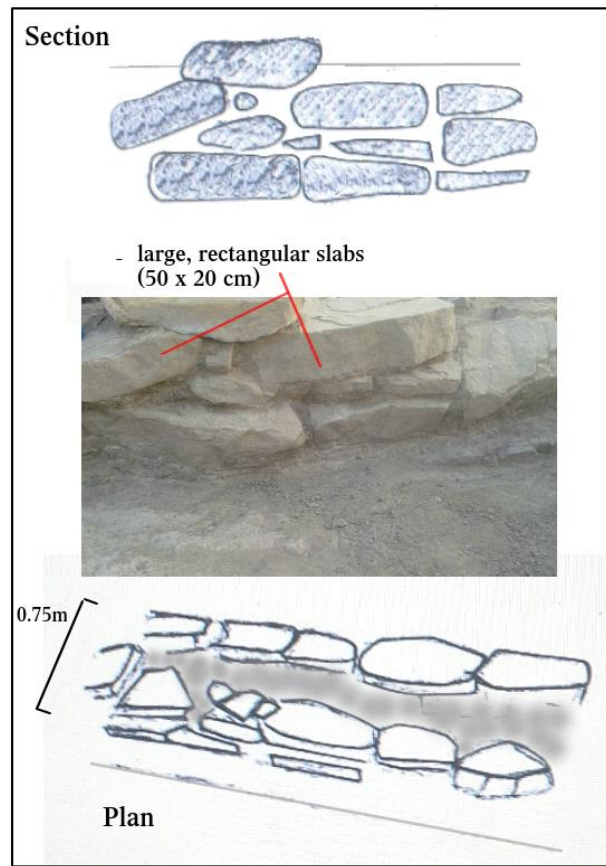 Section
- large, rectangular slabs
(50 x 20 cm)
0.75m
Plan